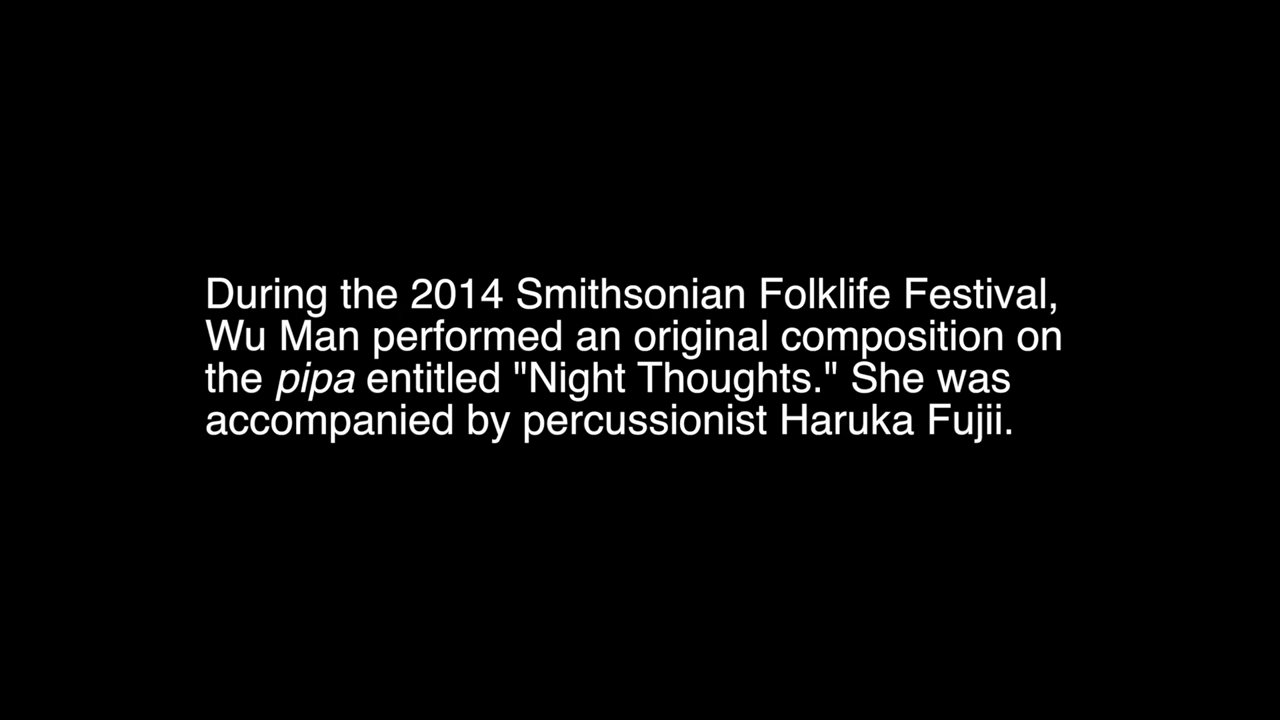 During the 2014 Smithsonian Folklife Festival,
Wu Man performed an original composition on
the pipa entitled "Night Thoughts." She was
accompanied by percussionist Haruka Fujii.